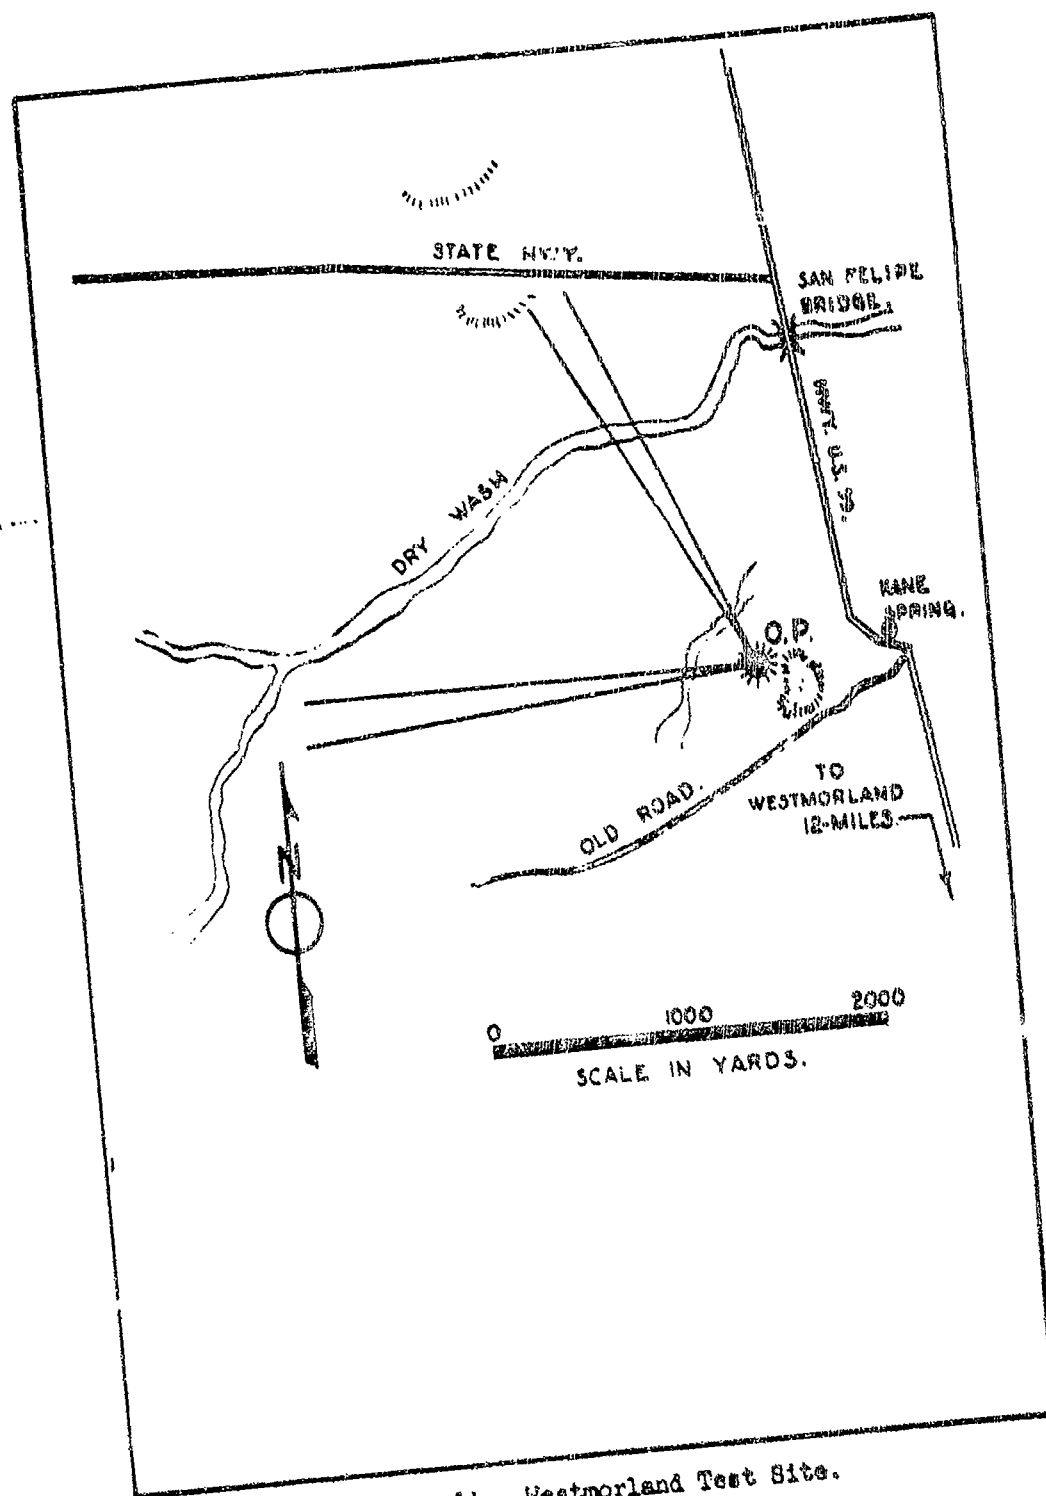 STATE HWY.
SAN FELIPE
BRIDGE.
HWY. U.S. 99.
DRY WASH
KANE
SPRING.
O.P.
TO
WESTMORLAND
12-MILES.
OLD ROAD.
N
0 1000 2000
SCALE IN YARDS.
Westmorland Test Site.